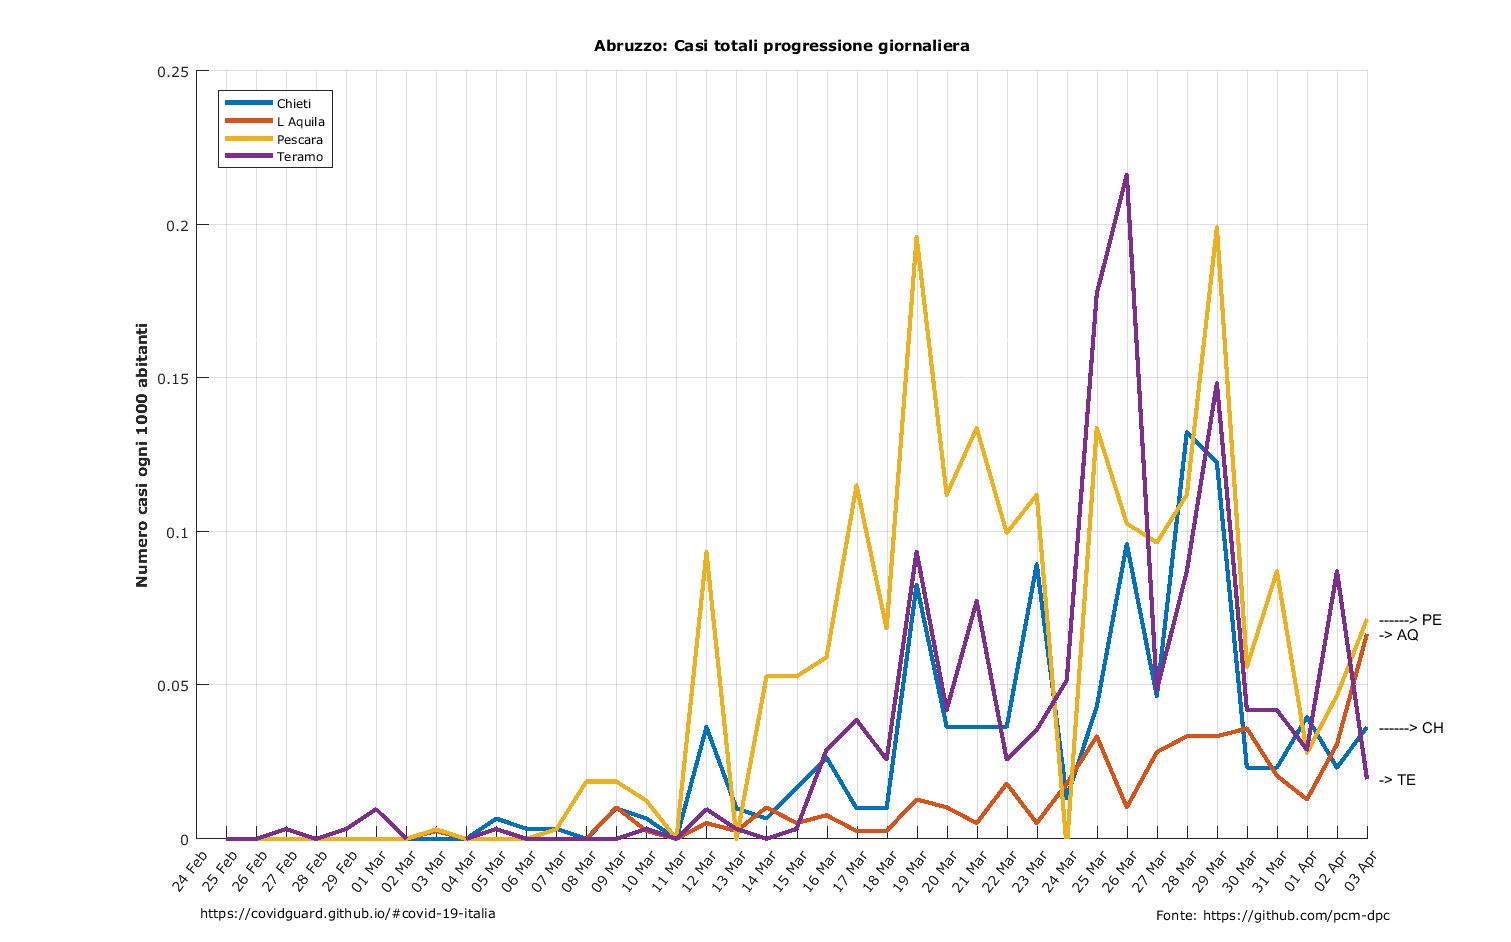 Abruzzo: Casi totali progressione giornaliera
Numero casi ogni 1000 abitanti
0.25
0.2
0.15
0.1
0.05
0
Chieti
L Aquila
Pescara
Teramo
------> PE
-> AQ
------> CH
-> TE
24 Feb
25 Feb
26 Feb
27 Feb
28 Feb
29 Feb
01 Mar
02 Mar
03 Mar
04 Mar
05 Mar
06 Mar
07 Mar
08 Mar
09 Mar
10 Mar
11 Mar
12 Mar
13 Mar
14 Mar
15 Mar
16 Mar
17 Mar
18 Mar
19 Mar
20 Mar
21 Mar
22 Mar
23 Mar
24 Mar
25 Mar
26 Mar
27 Mar
28 Mar
29 Mar
30 Mar
31 Mar
01 Apr
02 Apr
03 Apr
https://covidguard.github.io/#covid-19-italia
Fonte: https://github.com/pcm-dpc